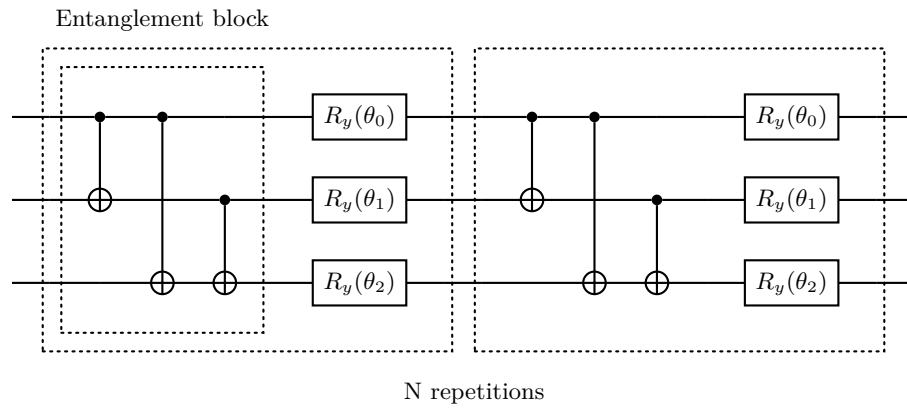 Entanglement block
R_y(θ_0) R_y(θ_0)
R_y(θ_1) R_y(θ_1)
R_y(θ_2) R_y(θ_2)
N repetitions